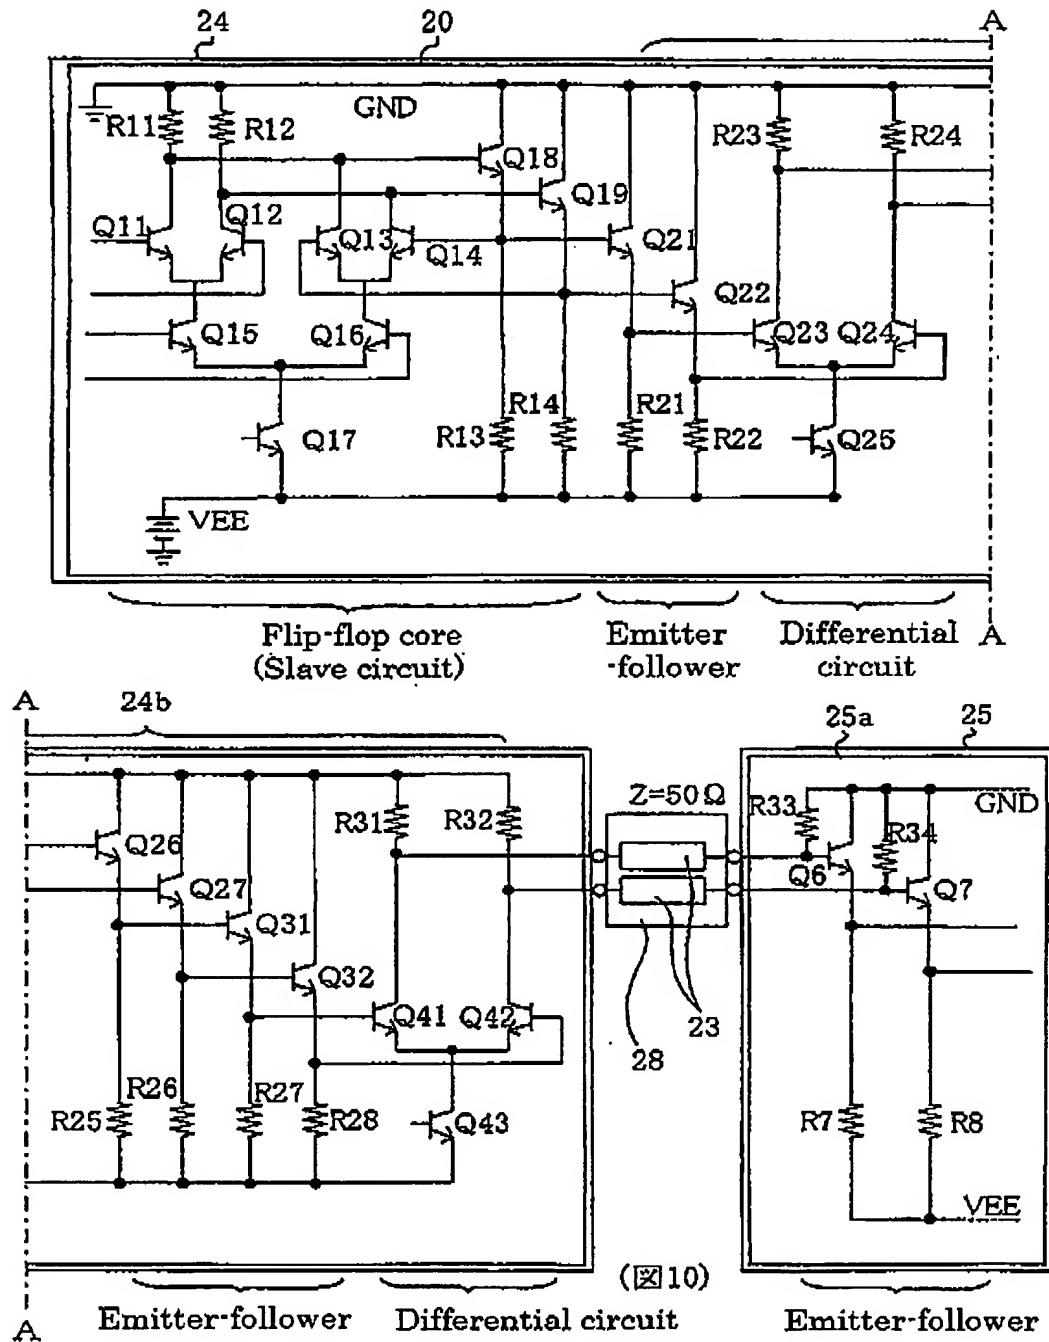 24 20 A
GND
R11 R12 R23 R24
Q18
Q19
Q11 Q12 Q13 Q14 Q21
Q22
Q15 Q16 Q23 Q24
R13 R14 R21 R22
Q17 Q25
VEE
Flip-flop core Emitter Differential A
(Slave circuit) -follower circuit
A 24b 25a 25
Z=50Ω
R31 R32 R33 GND
Q26 R34
Q27 Q6 Q7
Q31
Q32
Q41 Q42 23
28
R25 R26 R27 R28 R7 R8
Q43
VEE
(図10)
A Emitter-follower Differential circuit Emitter-follower